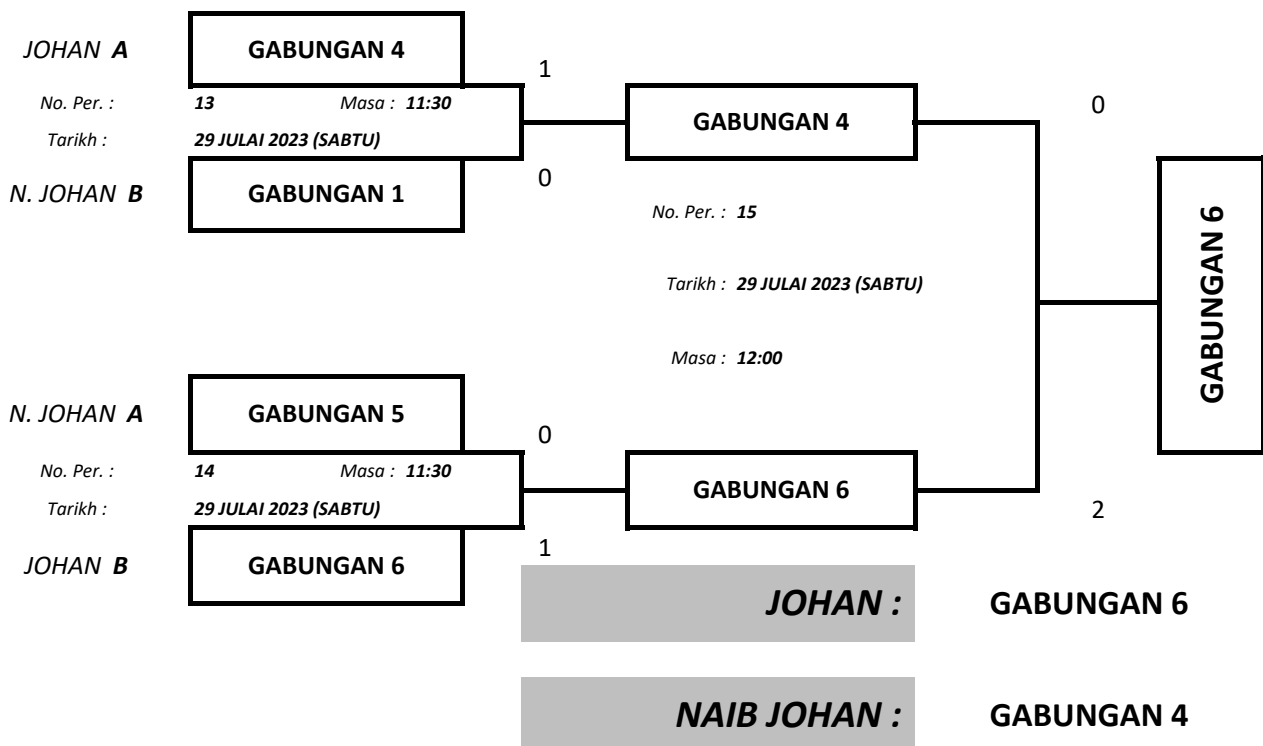 JOHAN A
GABUNGAN 4
1
No. Per. : 13 Masa : 11:30
Tarikh : 29 JULAI 2023 (SABTU)
N. JOHAN B
GABUNGAN 1
0
GABUNGAN 4
0
No. Per. : 15
Tarikh : 29 JULAI 2023 (SABTU)
Masa : 12:00
GABUNGAN 6
N. JOHAN A
GABUNGAN 5
0
No. Per. : 14 Masa : 11:30
Tarikh : 29 JULAI 2023 (SABTU)
JOHAN B
GABUNGAN 6
1
GABUNGAN 6
2
JOHAN : GABUNGAN 6
NAIB JOHAN : GABUNGAN 4